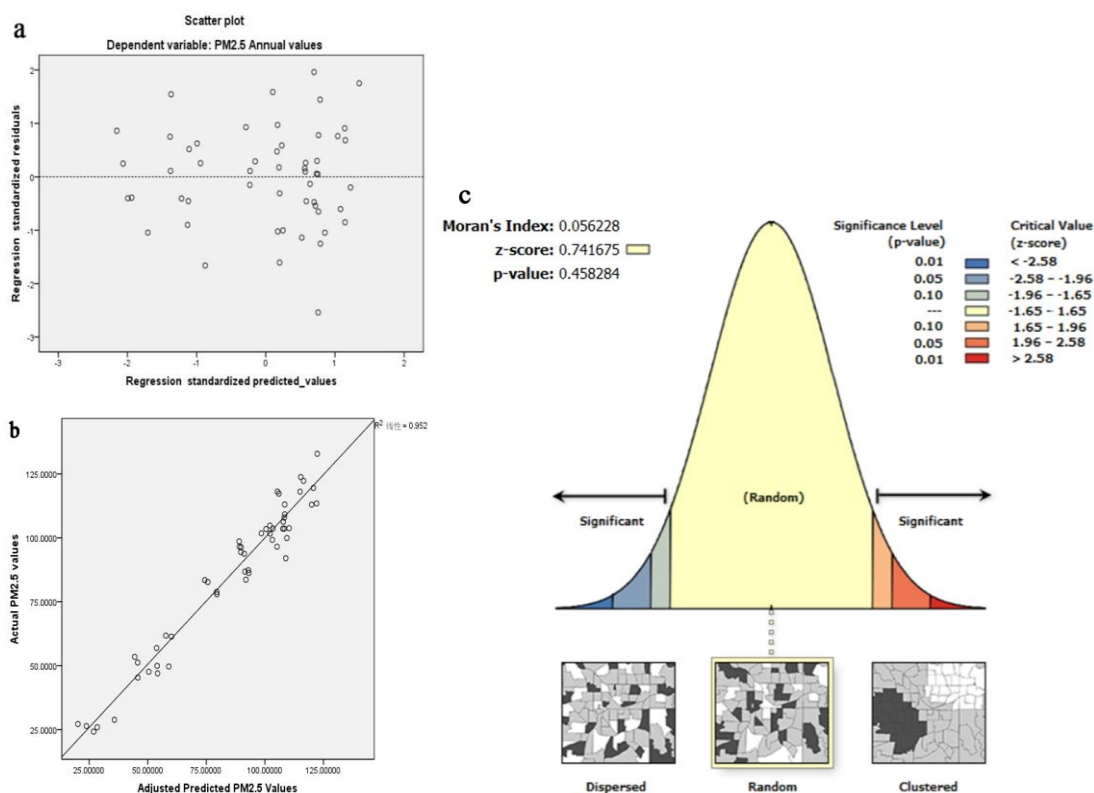 a
Scatter plot
Dependent variable: PM2.5 Annual values
Regression standardized residuals
2
1
0
-1
-2
-3
-3
-2
-1
0
1
2
Regression standardized predicted_values
b
R² 线性 = 0.952
Actual PM2.5 values
125.0000
100.0000
75.0000
50.0000
25.0000
25.00000
50.00000
75.00000
100.00000
125.00000
Adjusted Predicted PM2.5 Values
c
Moran's Index: 0.056228
z-score: 0.741675
p-value: 0.458284
Significance Level Critical Value
(p-value) (z-score)
0.01 < -2.58
0.05 -2.58 - -1.96
0.10 -1.96 - -1.65
--- -1.65 - 1.65
0.10 1.65 - 1.96
0.05 1.96 - 2.58
0.01 > 2.58
(Random)
Significant Significant
Dispersed Random Clustered